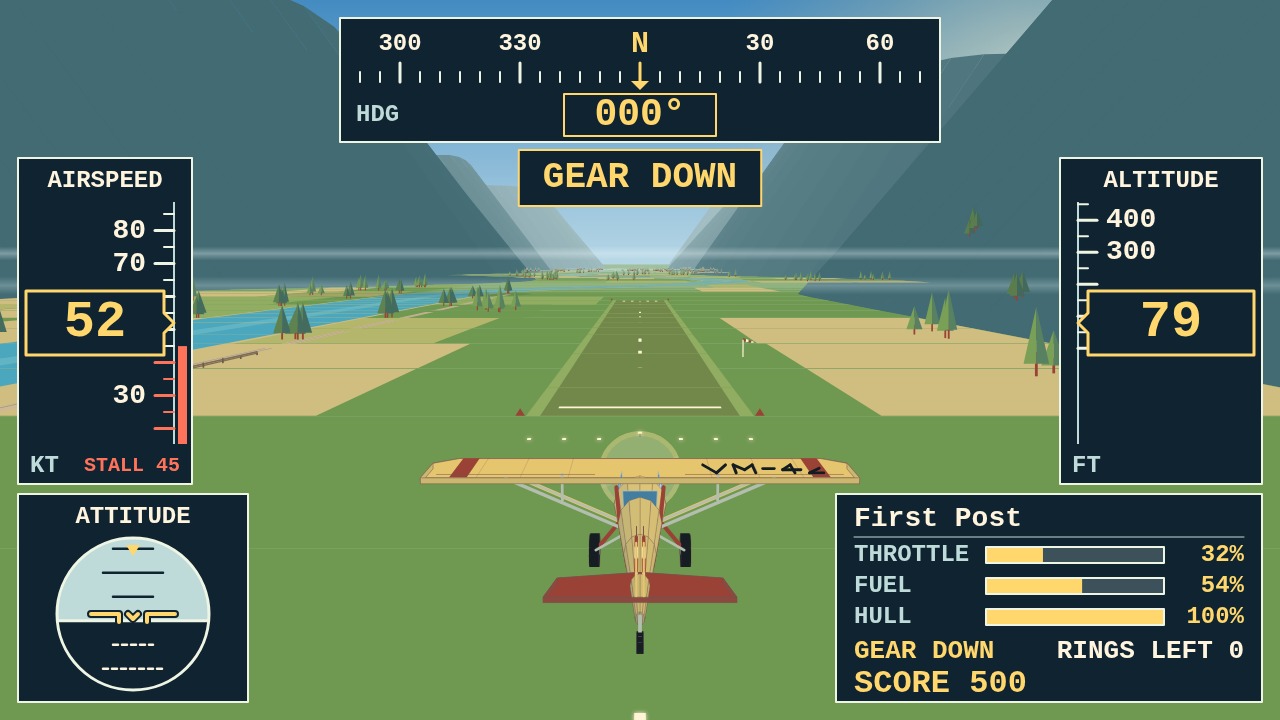 300 330 N 30 60
HDG 000°
GEAR DOWN
AIRSPEED
80
70
52
30
KT STALL 45
ALTITUDE
400
300
79
FT
ATTITUDE
First Post
THROTTLE 32%
FUEL 54%
HULL 100%
GEAR DOWN RINGS LEFT 0
SCORE 500